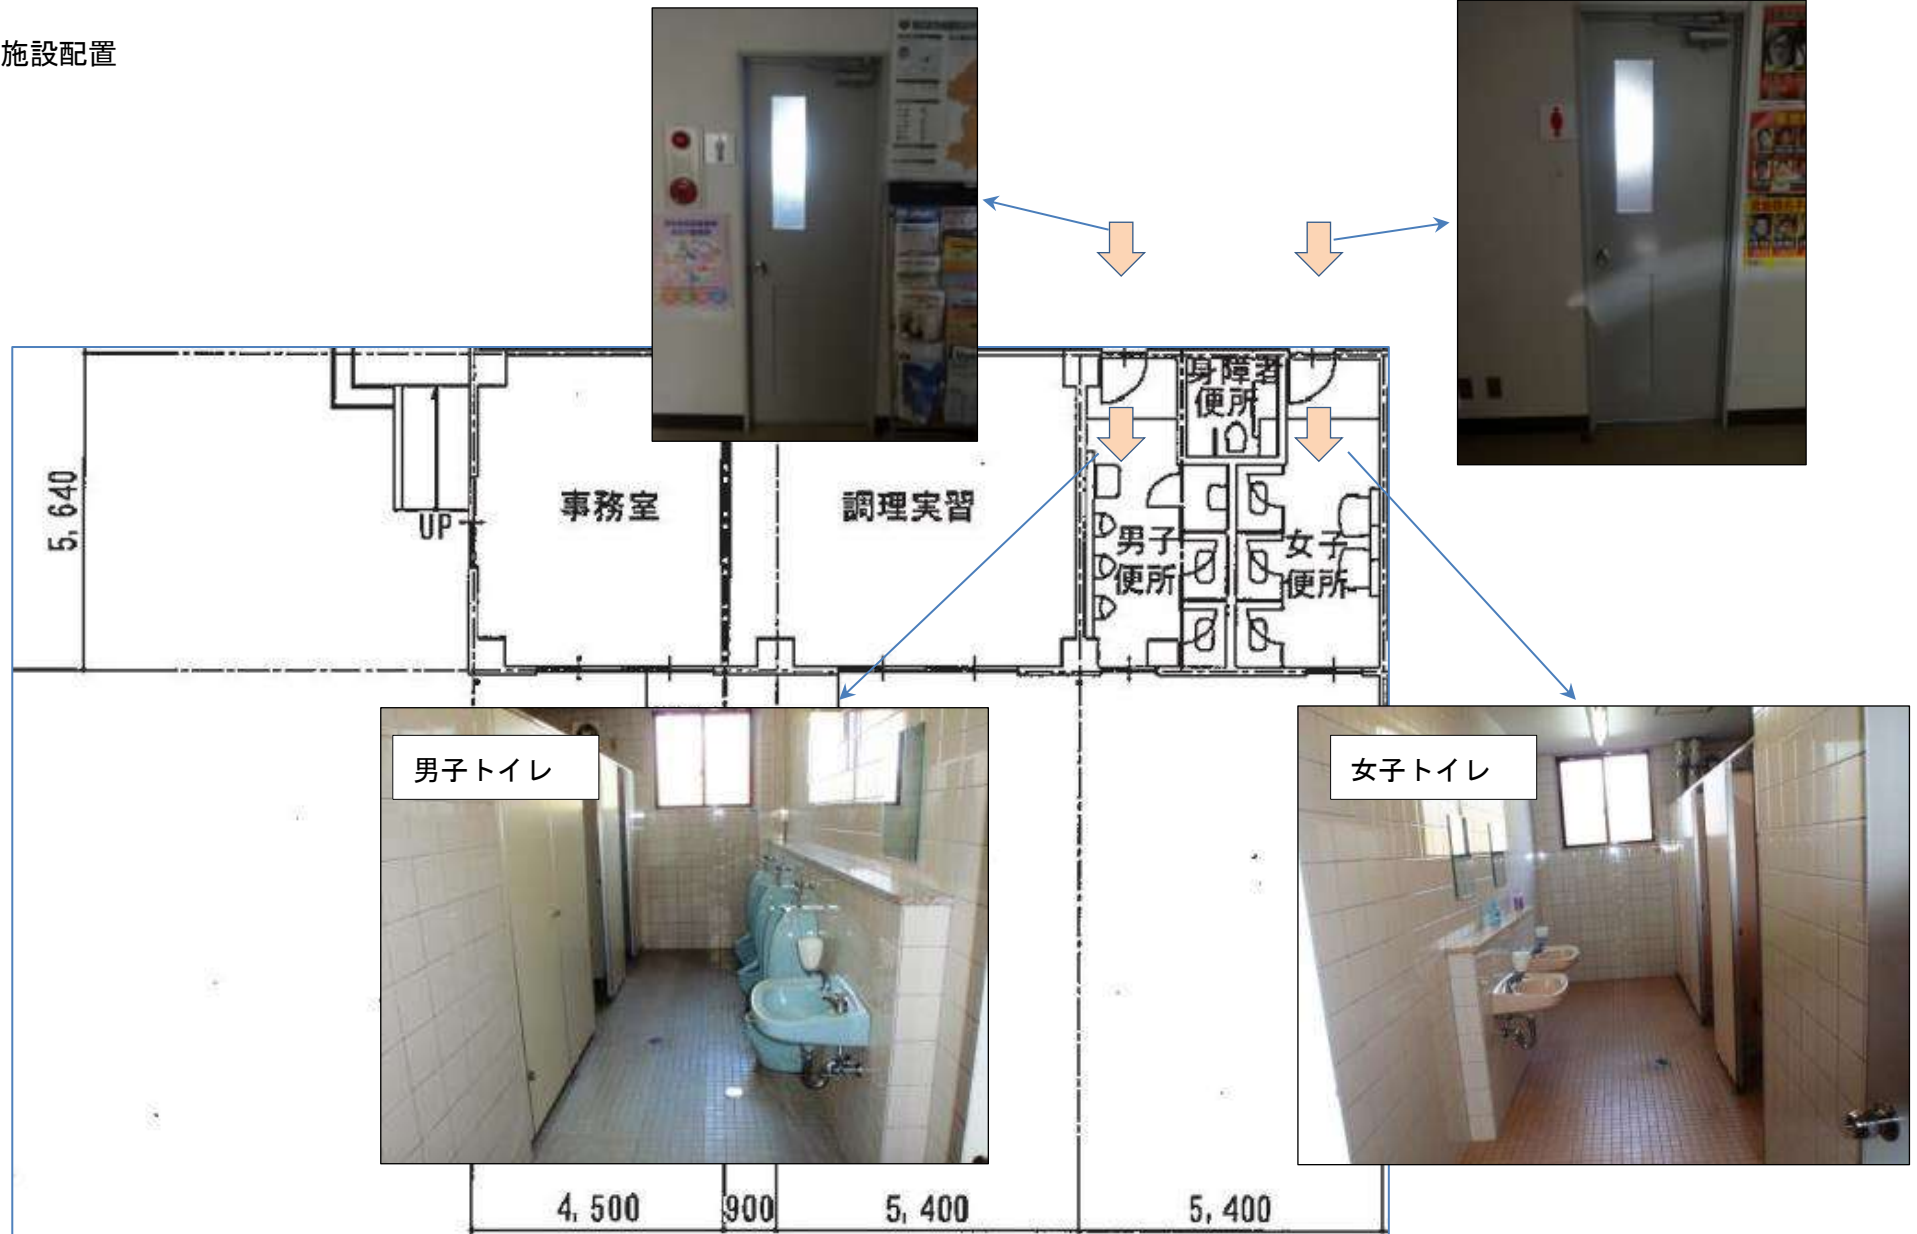 施設配置
身障者
便所
5,640
UP
事務室
調理実習
男子
便所
女子
便所
男子トイレ
女子トイレ
4,500
900
5,400
5,400